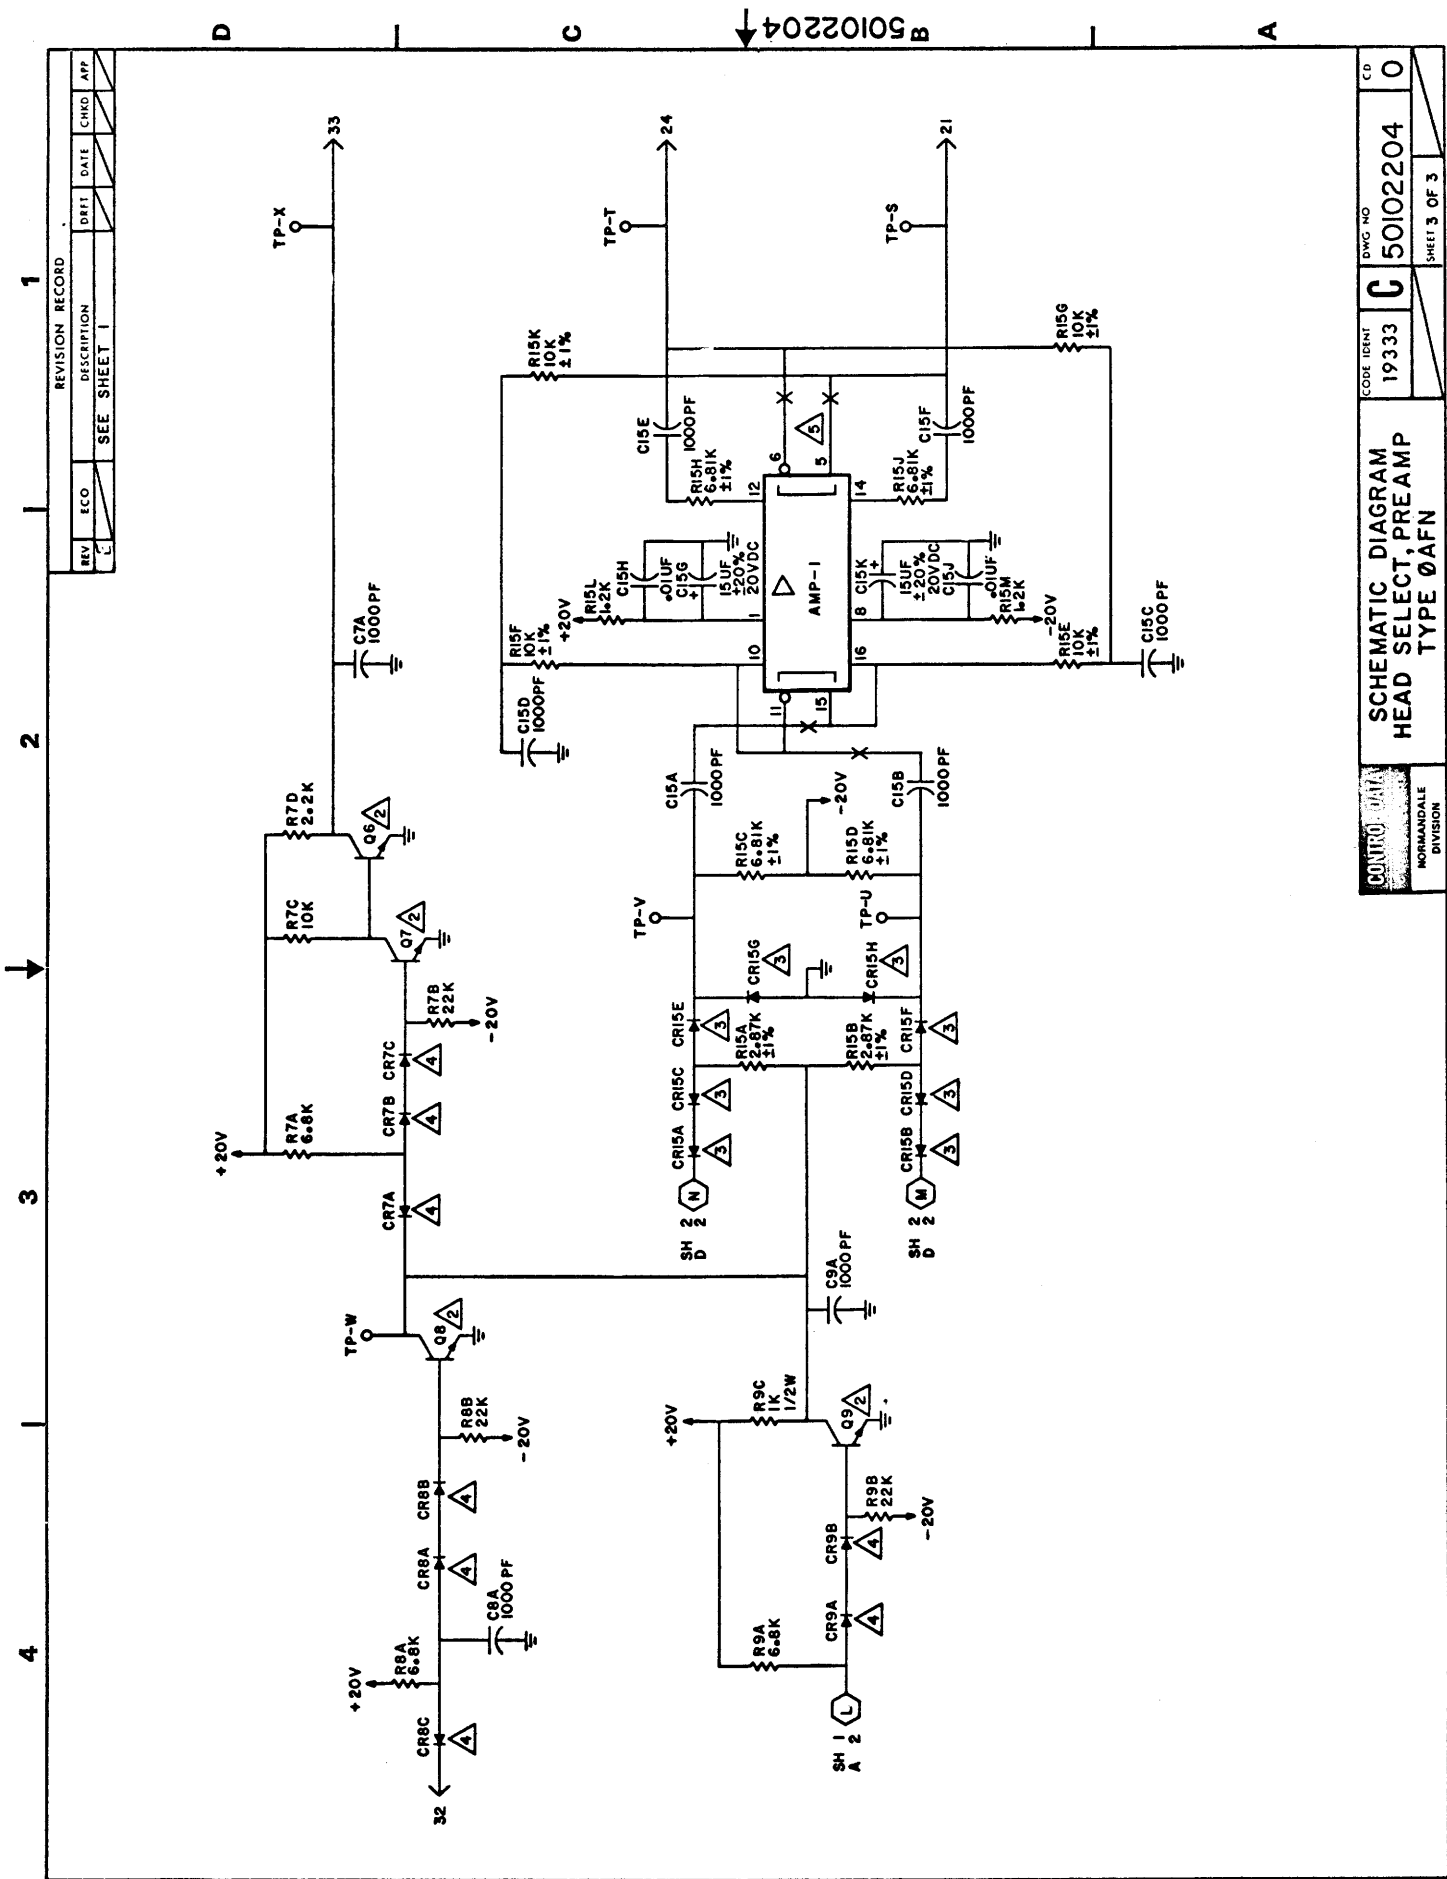 4
3
2
1
REVISION RECORD
REV
ECO
DESCRIPTION
DRFT
DATE
CHKD
APP
SEE SHEET 1
D
C
50102204
B
A
32
CR8C
4
+20V
R8A
6.8K
C8A
1000PF
CR8A
4
CR8B
4
R8B
22K
-20V
TP-W
Q8
2
CR7A
4
+20V
R7A
6.8K
CR7B
4
CR7C
4
R7B
22K
-20V
R7C
10K
Q7
2
R7D
2.2K
Q6
2
C7A
1000PF
TP-X
33
SH 1
A 2
L
R9A
6.8K
CR9A
4
CR9B
4
R9B
22K
-20V
+20V
R9C
1K
1/2W
Q9
2
C9A
1000PF
SH 2
D 2
N
CR15A
3
CR15C
3
CR15E
3
R15A
2.87K
±1%
CR15G
3
TP-V
R15C
6.81K
±1%
-20V
C15A
1000PF
SH 2
D 2
M
CR15B
3
CR15D
3
CR15F
3
R15B
2.87K
±1%
CR15H
3
TP-U
R15D
6.81K
±1%
C15B
1000PF
C15D
1000PF
R15F
10K
±1%
+20V
R15L
1.2K
C15H
.01UF
C15G
+
15UF
±20%
20VDC
R15H
6.81K
±1%
C15E
1000PF
R15K
10K
±1%
TP-T
24
11
15
10
1
12
6
5
AMP-1
16
8
14
5
C15K
+
15UF
±20%
20VDC
C15J
.01UF
R15M
1.2K
-20V
R15E
10K
±1%
C15C
1000PF
R15J
6.81K
±1%
C15F
1000PF
R15G
10K
±1%
TP-S
21
CONTROL DATA
NORMANDALE
DIVISION
SCHEMATIC DIAGRAM
HEAD SELECT, PREAMP
TYPE ØAFN
CODE IDENT
19333
C
DWG NO
50102204
CD
0
SHEET 3 OF 3